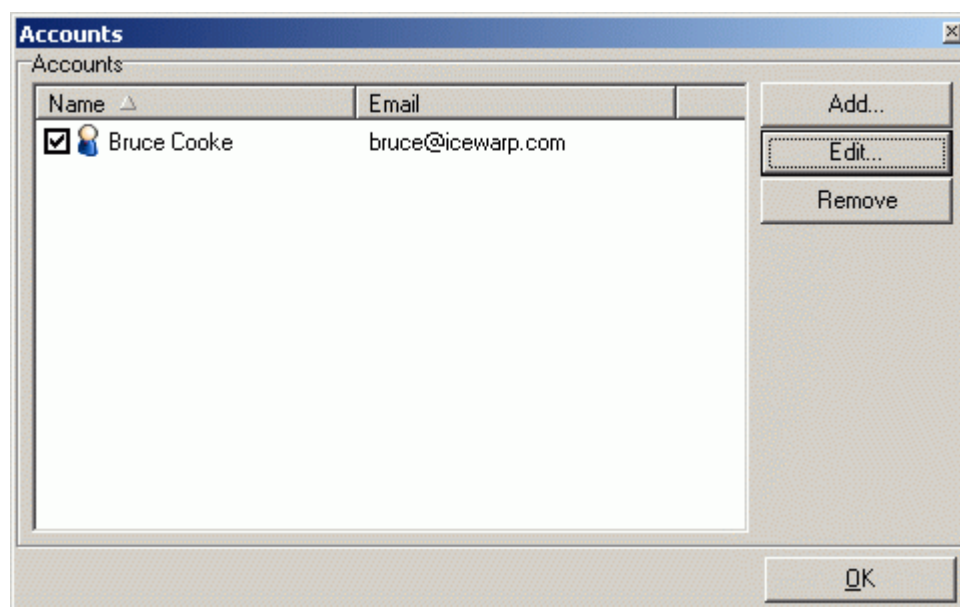 Accounts
Accounts
Name Email
Bruce Cooke bruce@icewarp.com
Add...
Edit...
Remove
OK